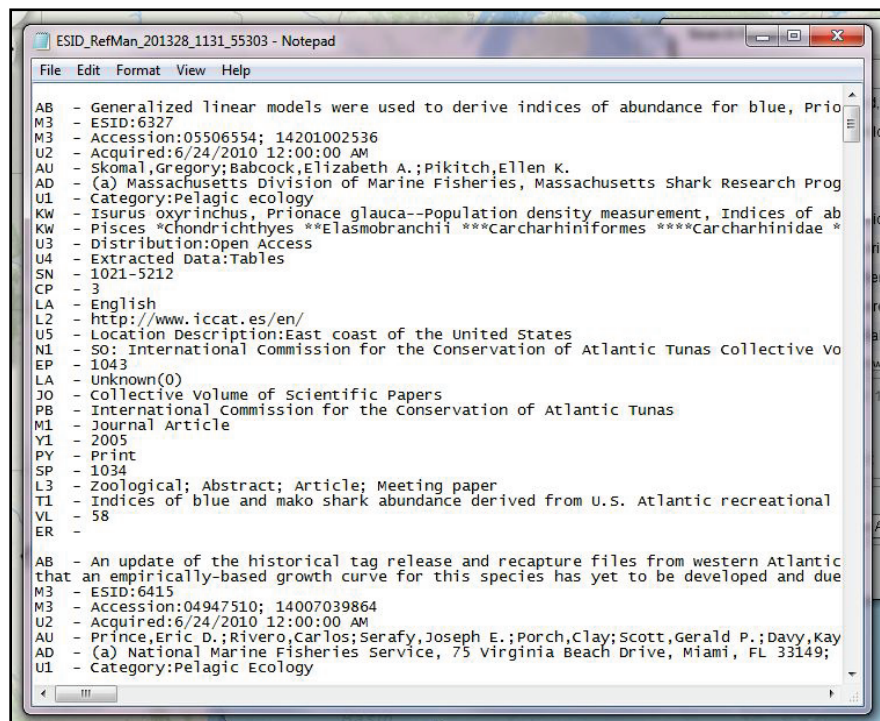 ESID_RefMan_201328_1131_55303 - Notepad
File Edit Format View Help
AB - Generalized linear models were used to derive indices of abundance for blue, Prio
M3 - ESID:6327
M3 - Accession:05506554; 14201002536
U2 - Acquired:6/24/2010 12:00:00 AM
AU - Skomal,Gregory;Babcock,Elizabeth A.;Pikitch,Ellen K.
AD - (a) Massachusetts Division of Marine Fisheries, Massachusetts Shark Research Prog
U1 - Category:Pelagic ecology
KW - Isurus oxyrinchus, Prionace glauca--Population density measurement, Indices of ab
KW - Pisces *Chondrichthyes **Elasmobranchii ***Carcharhiniformes ****Carcharhinidae *
U3 - Distribution:Open Access
U4 - Extracted Data:Tables
SN - 1021-5212
CP - 3
LA - English
L2 - http://www.iccat.es/en/
U5 - Location Description:East coast of the United States
N1 - SO: International Commission for the Conservation of Atlantic Tunas Collective Vo
EP - 1043
LA - Unknown(0)
JO - Collective Volume of Scientific Papers
PB - International Commission for the Conservation of Atlantic Tunas
M1 - Journal Article
Y1 - 2005
PY - Print
SP - 1034
L3 - Zoological; Abstract; Article; Meeting paper
T1 - Indices of blue and mako shark abundance derived from U.S. Atlantic recreational
VL - 58
ER -
AB - An update of the historical tag release and recapture files from western Atlantic
that an empirically-based growth curve for this species has yet to be developed and due
M3 - ESID:6415
M3 - Accession:04947510; 14007039864
U2 - Acquired:6/24/2010 12:00:00 AM
AU - Prince,Eric D.;Rivero,Carlos;Serafy,Joseph E.;Porch,Clay;Scott,Gerald P.;Davy,Kay
AD - (a) National Marine Fisheries Service, 75 Virginia Beach Drive, Miami, FL 33149;
U1 - Category:Pelagic Ecology